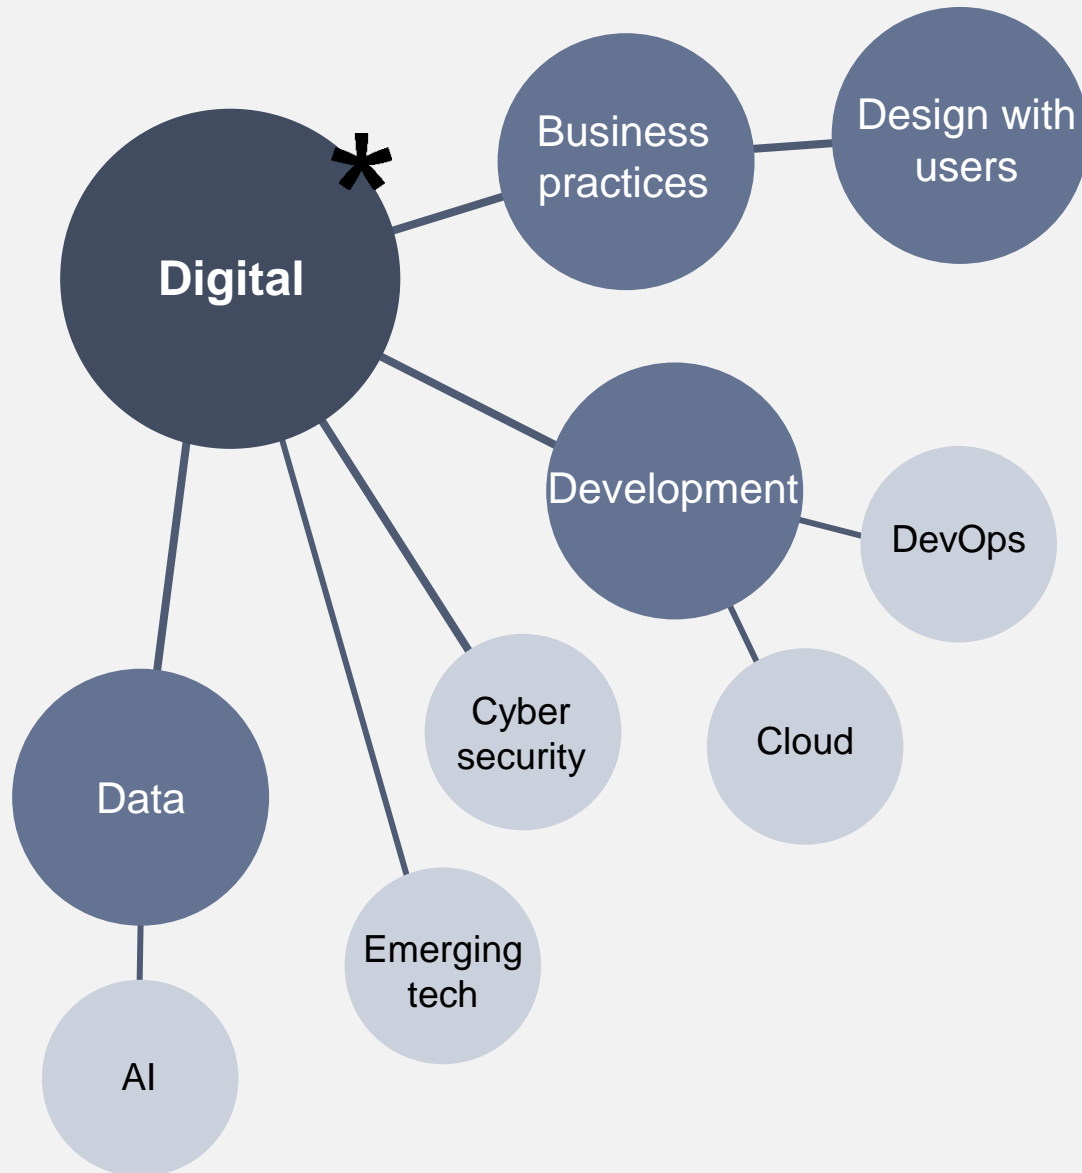 Business
practices
Design with
users
*
Digital
Development
DevOps
Cyber
security
Cloud
Data
Emerging
tech
AI